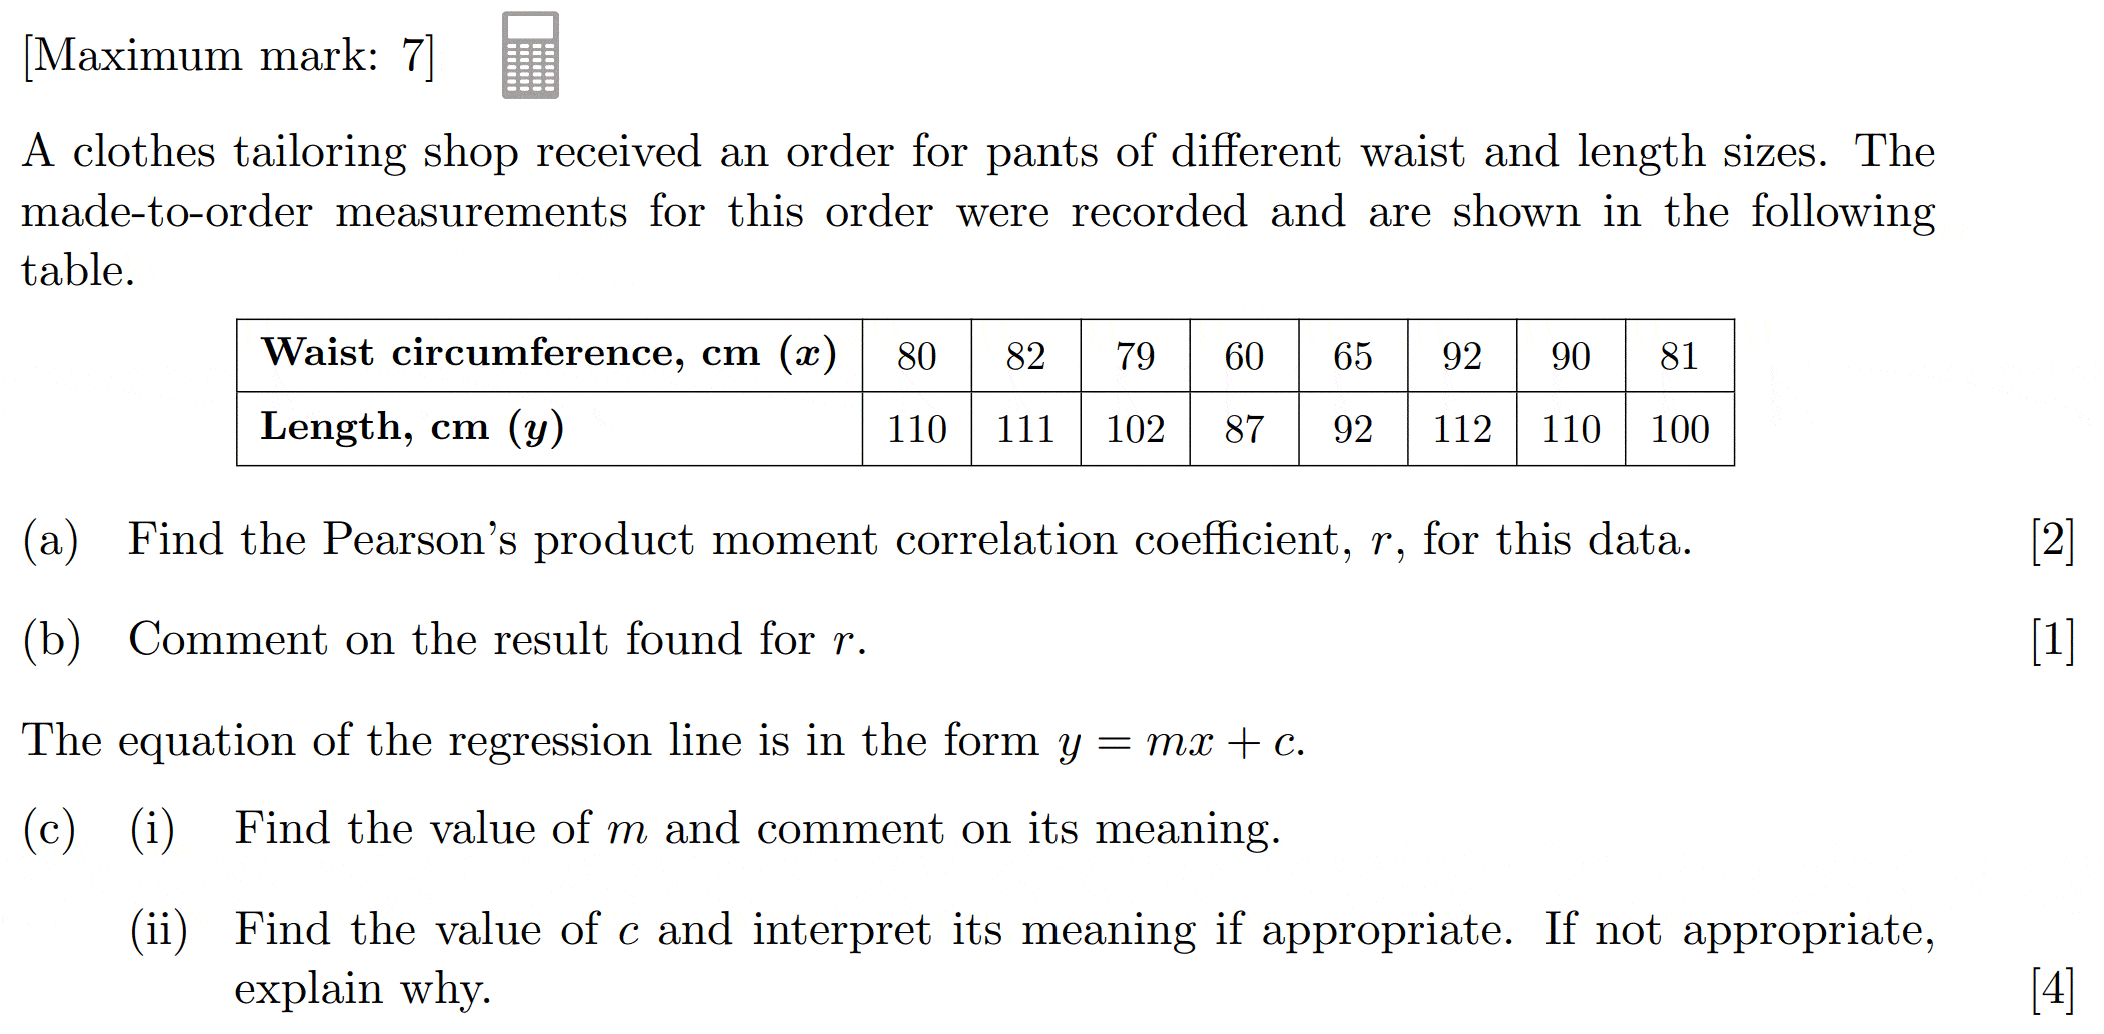 [Maximum mark: 7]
A clothes tailoring shop received an order for pants of different waist and length sizes. The
made-to-order measurements for this order were recorded and are shown in the following
table.
Waist circumference, cm (x) 80 82 79 60 65 92 90 81
Length, cm (y) 110 111 102 87 92 112 110 100
(a) Find the Pearson's product moment correlation coefficient, r, for this data. [2]
(b) Comment on the result found for r. [1]
The equation of the regression line is in the form y = mx + c.
(c) (i) Find the value of m and comment on its meaning.
(ii) Find the value of c and interpret its meaning if appropriate. If not appropriate,
explain why. [4]